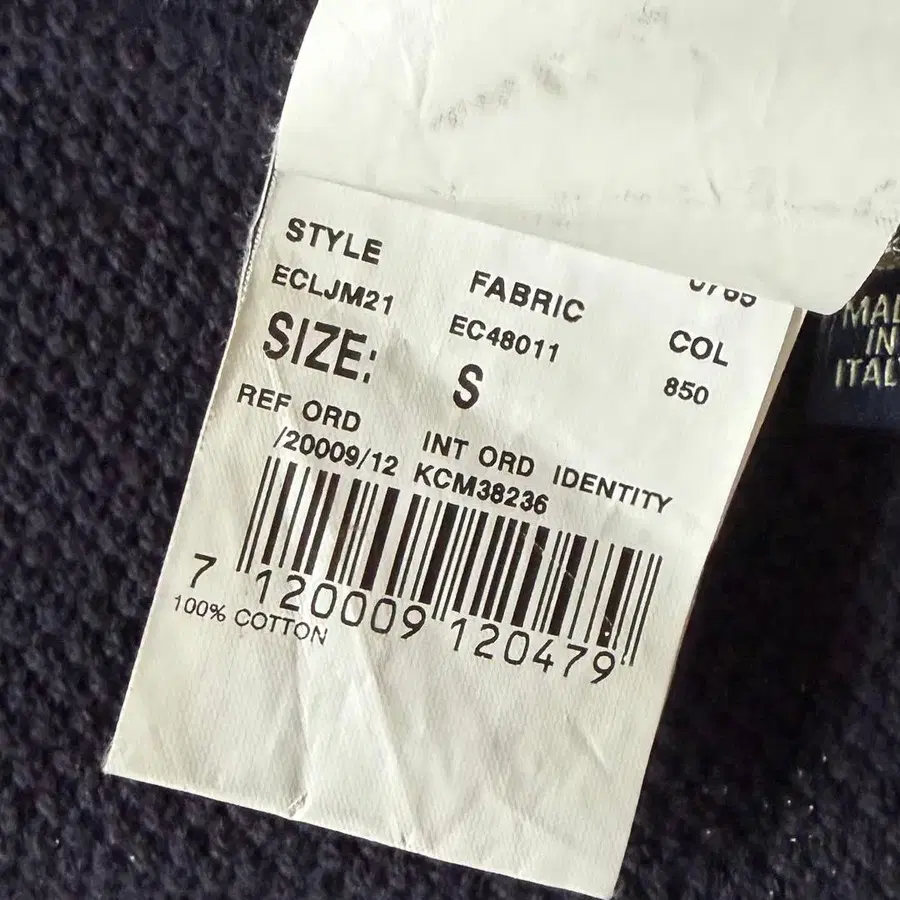 STYLE FABRIC COL
ECLJM21 EC48011 850
SIZE: S
REF ORD INT ORD IDENTITY
/20009/12 KCM38236
7 120009 120479
100% COTTON
MADE
IN
ITALY